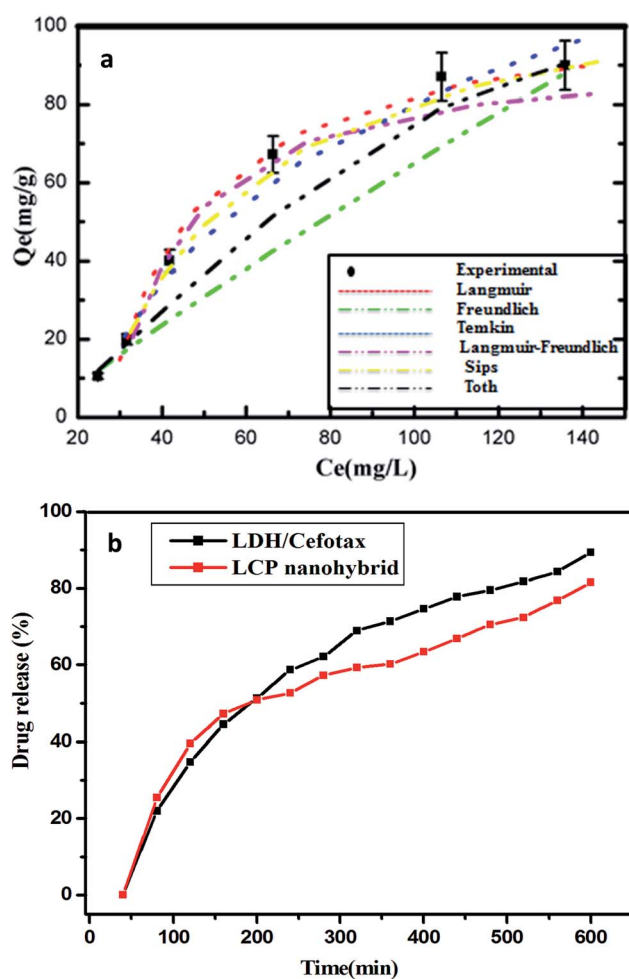 a
100
80
60
40
20
0
Qe(mg/g)
Experimental
Langmuir
Freundlich
Temkin
Langmuir-Freundlich
Sips
Toth
20 40 60 80 100 120 140
Ce(mg/L)
b
100
80
60
40
20
0
Drug release (%)
LDH/Cefotax
LCP nanohybrid
0 100 200 300 400 500 600
Time(min)